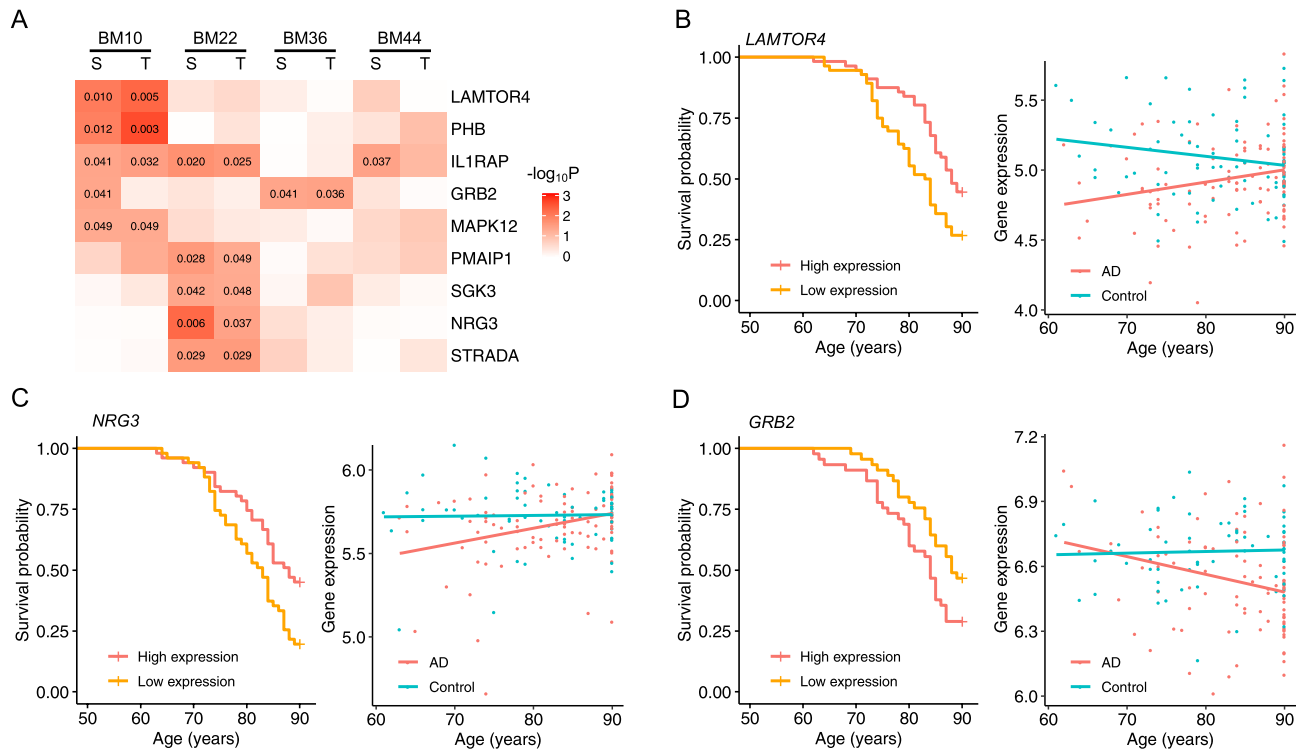 A
BM10 BM22 BM36 BM44
S T S T S T S T
0.010 0.005 LAMTOR4
0.012 0.003 PHB
0.041 0.032 0.020 0.025 0.037 IL1RAP
0.041 0.041 0.036 GRB2
0.049 0.049 MAPK12
0.028 0.049 PMAIP1
0.042 0.048 SGK3
0.006 0.037 NRG3
0.029 0.029 STRADA
-log10P
3
2
1
0
B
LAMTOR4
Survival probability
1.00
0.75
0.50
0.25
0.00
High expression
Low expression
50 60 70 80 90
Age (years)
Gene expression
5.5
5.0
4.5
4.0
AD
Control
60 70 80 90
Age (years)
C
NRG3
Survival probability
1.00
0.75
0.50
0.25
0.00
High expression
Low expression
50 60 70 80 90
Age (years)
Gene expression
6.0
5.5
5.0
AD
Control
60 70 80 90
Age (years)
D
GRB2
Survival probability
1.00
0.75
0.50
0.25
0.00
High expression
Low expression
50 60 70 80 90
Age (years)
Gene expression
7.2
6.9
6.6
6.3
6.0
AD
Control
60 70 80 90
Age (years)